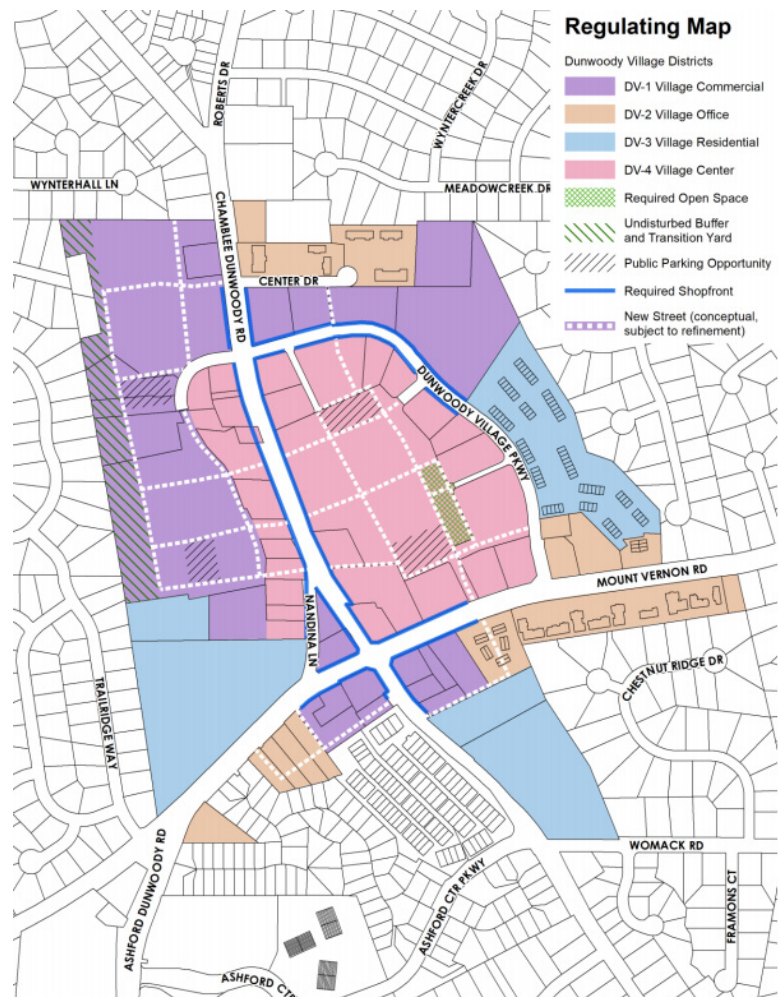 Regulating Map
Dunwoody Village Districts
DV-1 Village Commercial
DV-2 Village Office
DV-3 Village Residential
DV-4 Village Center
Required Open Space
Undisturbed Buffer
and Transition Yard
Public Parking Opportunity
Required Shopfront
New Street (conceptual,
subject to refinement)
ROBERTS DR
WYNTERCREEK DR
WYNTERHALL LN
MEADOWCREEK DR
CHAMBLEE DUNWOODY RD
CENTER DR
DUNWOODY VILLAGE PKWY
MOUNT VERNON RD
NANDINA LN
CHESTNUT RIDGE DR
TRAILRIDGE WAY
WOMACK RD
ASHFORD DUNWOODY RD
ASHFORD CTR PKWY
FRAMONS CT
ASHFORD CTR